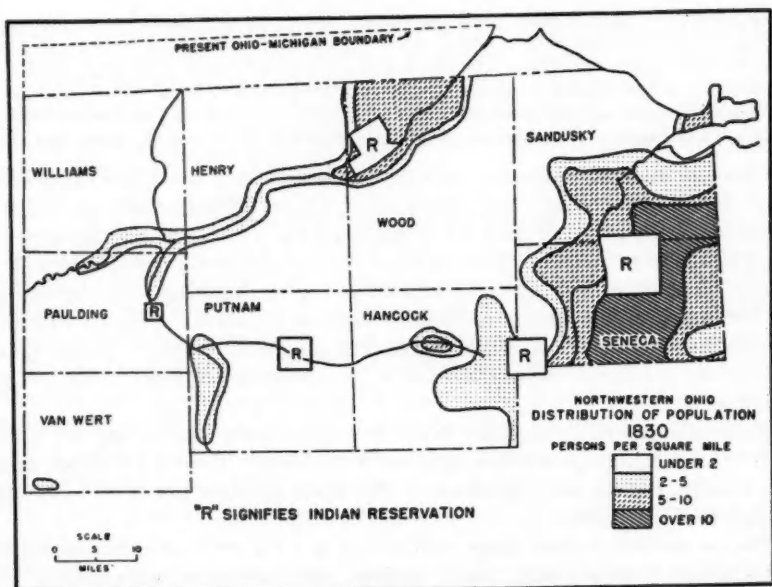 PRESENT OHIO-MICHIGAN BOUNDARY
WILLIAMS
HENRY
R
SANDUSKY
WOOD
R
PAULDING
R
PUTNAM
HANCOCK
R
R
SENECA
VAN WERT
NORTHWESTERN OHIO
DISTRIBUTION OF POPULATION
1830
PERSONS PER SQUARE MILE
UNDER 2
2-5
5-10
OVER 10
"R" SIGNIFIES INDIAN RESERVATION
SCALE
0 5 10
MILES